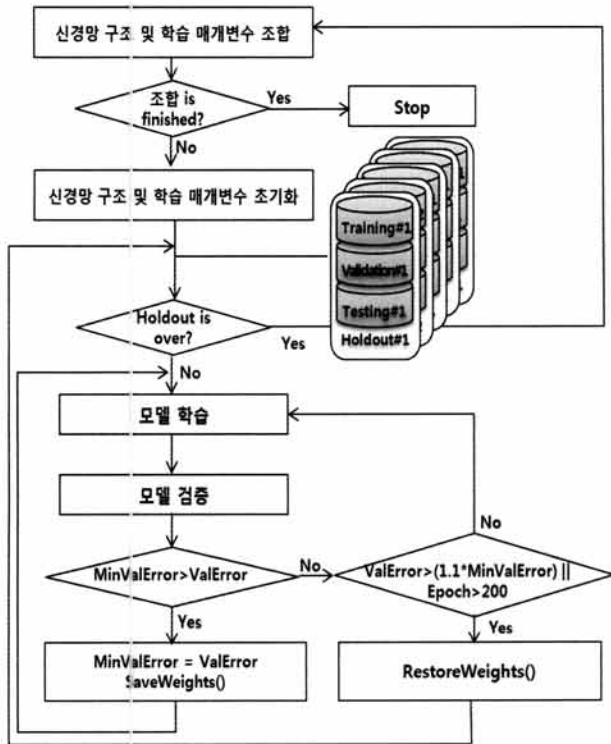 신경망 구조 및 학습 매개변수 조합
조합 is
finished?
Yes
Stop
No
신경망 구조 및 학습 매개변수 초기화
Training#1
Validation#1
Testing#1
Holdout#1
Holdout is
over?
Yes
No
모델 학습
모델 검증
No
MinValError>ValError
No
ValError>(1.1*MinValError) ||
Epoch>200
Yes
Yes
MinValError = ValError
SaveWeights()
RestoreWeights()